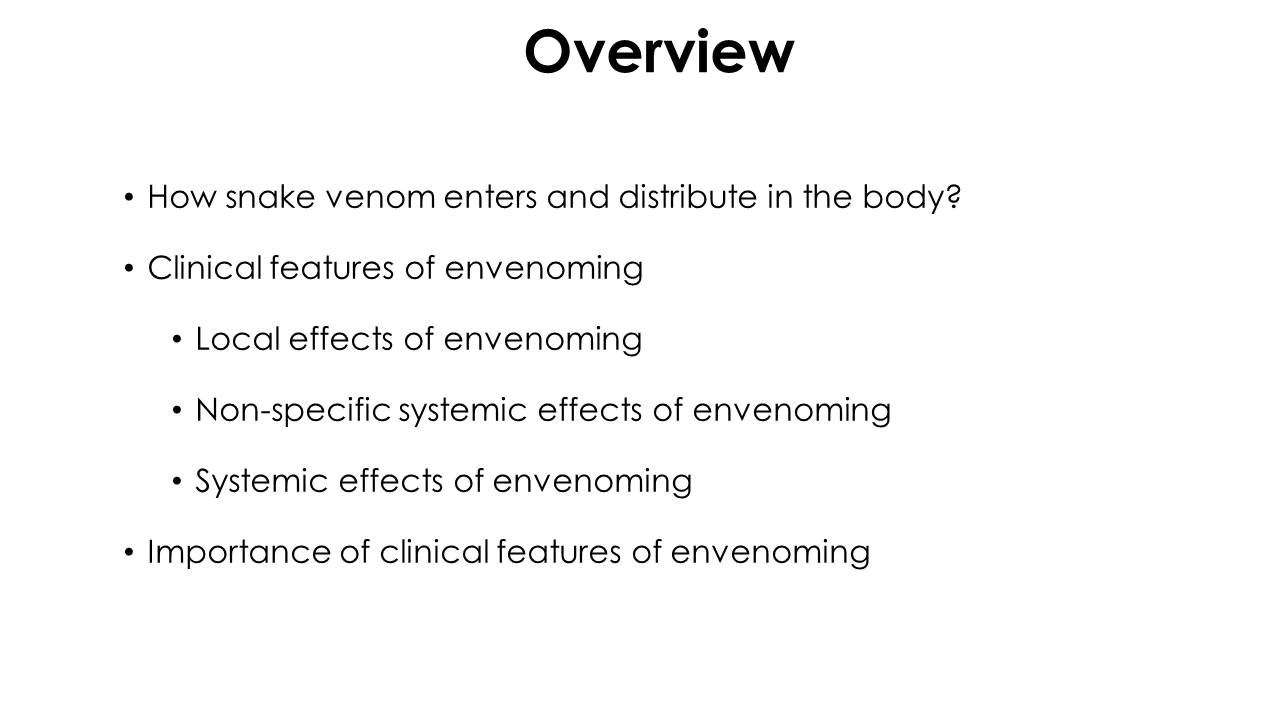 Overview
• How snake venom enters and distribute in the body?
• Clinical features of envenoming
• Local effects of envenoming
• Non-specific systemic effects of envenoming
• Systemic effects of envenoming
• Importance of clinical features of envenoming